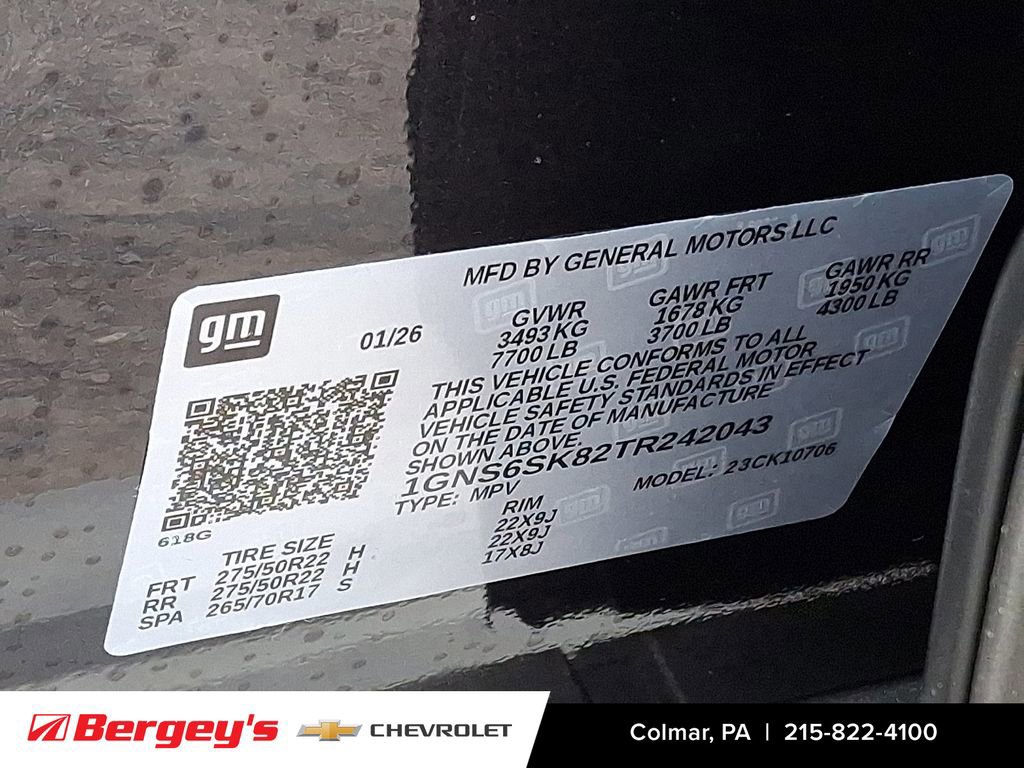 MFD BY GENERAL MOTORS LLC
gm
01/26
GVWR GAWR FRT GAWR RR
3493 KG 1678 KG 1950 KG
7700 LB 3700 LB 4300 LB
THIS VEHICLE CONFORMS TO ALL
APPLICABLE U.S. FEDERAL MOTOR
VEHICLE SAFETY STANDARDS IN EFFECT
ON THE DATE OF MANUFACTURE
SHOWN ABOVE.
1GNS6SK82TR242043
TYPE: MPV MODEL: 23CK10706
618G
TIRE SIZE RIM
FRT 275/50R22 H 22X9J
RR 275/50R22 H 22X9J
SPA 265/70R17 S 17X8J
Bergey's CHEVROLET
Colmar, PA | 215-822-4100